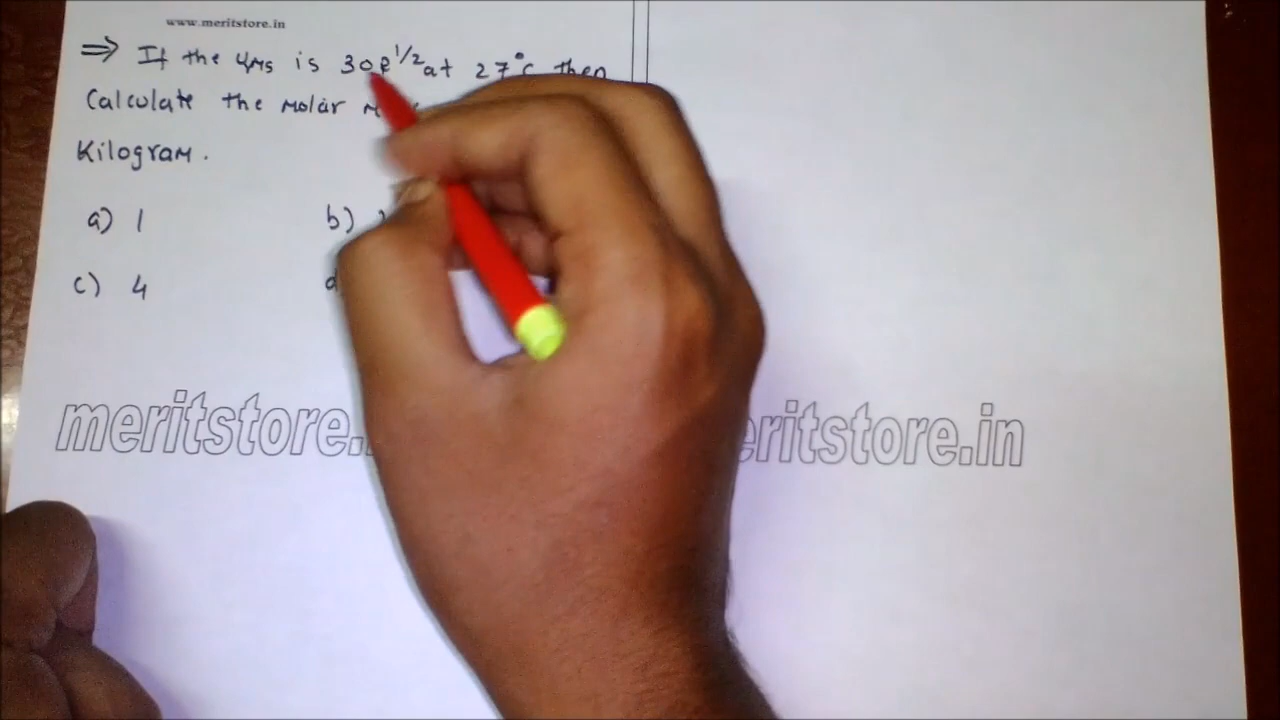 www.meritstore.in
⇒ If the Urms is 30R^1/2 at 27°C then
Calculate the Molar
Kilogram.
a) 1 b)
c) 4 d
meritstore. eritstore.in